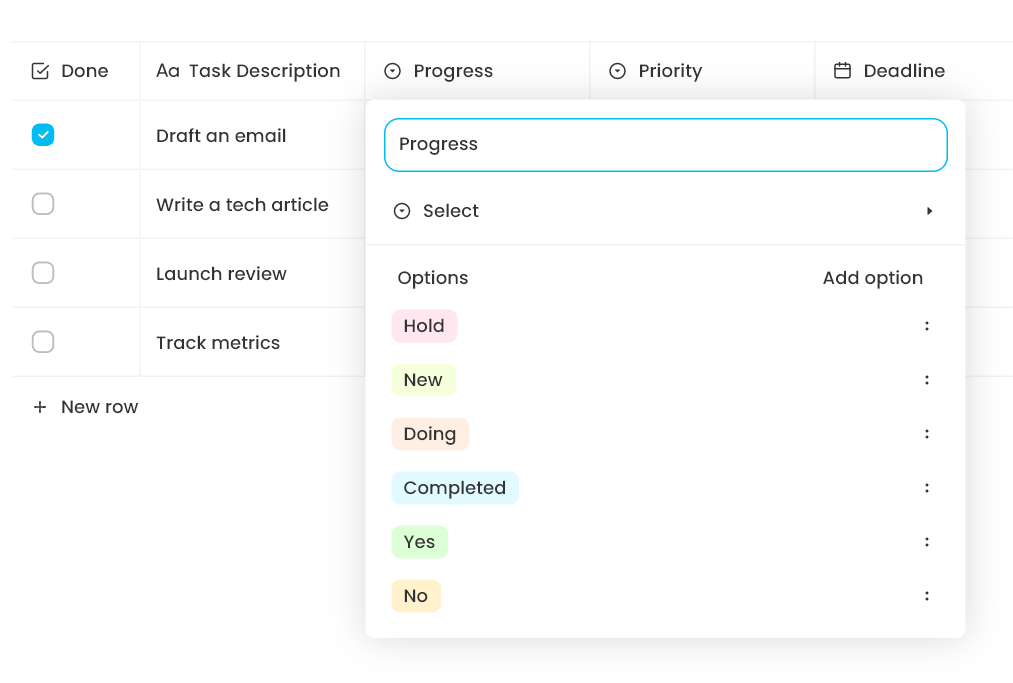 Done Aa Task Description Progress Priority Deadline
Draft an email
Progress
Write a tech article
Select
Launch review
Options Add option
Hold
Track metrics
New
New row
Doing
Completed
Yes
No